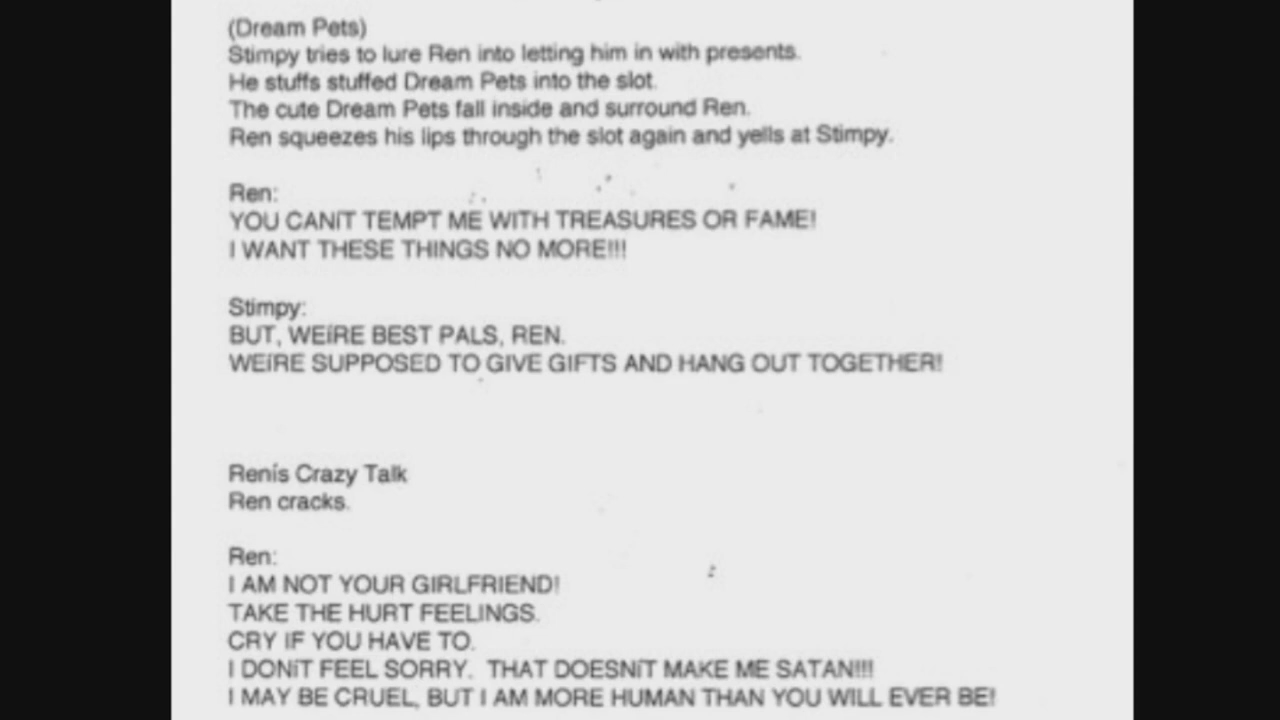 (Dream Pets)
Stimpy tries to lure Ren into letting him in with presents.
He stuffs stuffed Dream Pets into the slot.
The cute Dream Pets fall inside and surround Ren.
Ren squeezes his lips through the slot again and yells at Stimpy.
Ren:
YOU CANíT TEMPT ME WITH TREASURES OR FAME!
I WANT THESE THINGS NO MORE!!!
Stimpy:
BUT, WEíRE BEST PALS, REN.
WEíRE SUPPOSED TO GIVE GIFTS AND HANG OUT TOGETHER!
Renís Crazy Talk
Ren cracks.
Ren:
I AM NOT YOUR GIRLFRIEND!
TAKE THE HURT FEELINGS.
CRY IF YOU HAVE TO.
I DONíT FEEL SORRY.  THAT DOESNíT MAKE ME SATAN!!!
I MAY BE CRUEL, BUT I AM MORE HUMAN THAN YOU WILL EVER BE!